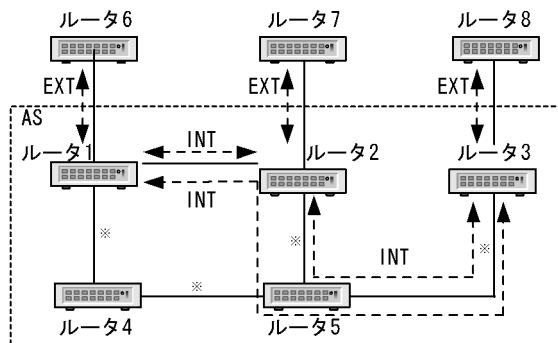 ルータ6
ルータ7
ルータ8
EXT
EXT
EXT
AS
ルータ1
INT
ルータ2
ルータ3
INT
※
※
INT
※
※
ルータ4
ルータ5